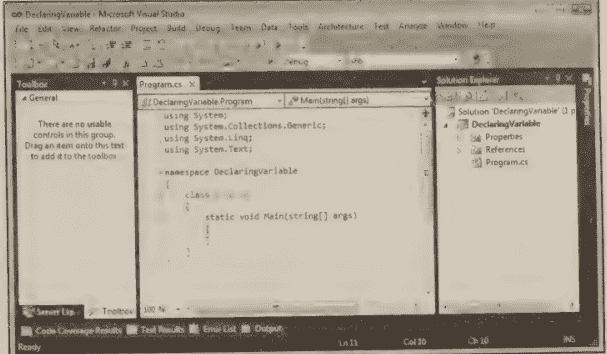 DeclaringVariable - Microsoft Visual Studio
File Edit View Refactor Project Build Debug Team Data Tools Architecture Test Analyze Window Help
Debug
Toolbox
General
There are no usable
controls in this group.
Drag an item onto this text
to add it to the toolbox
Program.cs
DeclaringVariable.Program
Main(string[] args)
using System;
using System.Collections.Generic;
using System.Linq;
using System.Text;
namespace DeclaringVariable
{
class
{
static void Main(string[] args)
{
}
}
Solution Explorer
Solution 'DeclaringVariable' (1 p
DeclaringVariable
Properties
References
Program.cs
Properties
Server Exp... Toolbox
100 %
Code Coverage Results Test Results Error List Output
Ready Ln 11 Col 10 Ch 10 INS